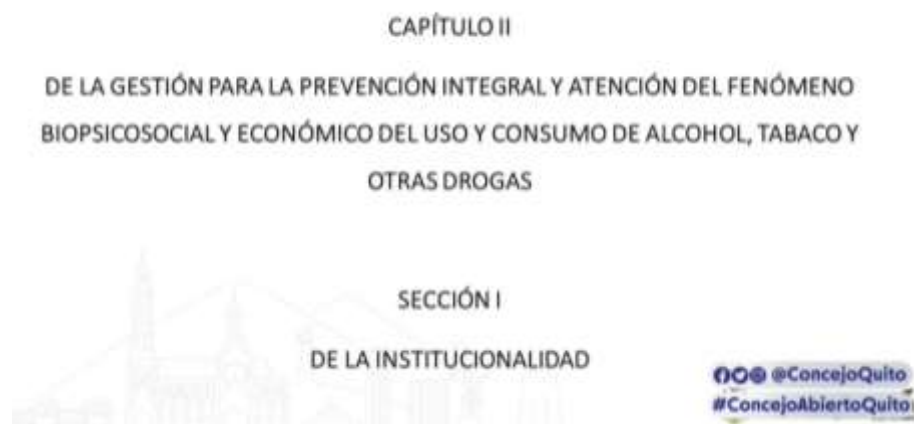 CAPÍTULO II
DE LA GESTIÓN PARA LA PREVENCIÓN INTEGRAL Y ATENCIÓN DEL FENÓMENO
BIOPSICOSOCIAL Y ECONÓMICO DEL USO Y CONSUMO DE ALCOHOL, TABACO Y
OTRAS DROGAS
SECCIÓN I
DE LA INSTITUCIONALIDAD
@ConcejoQuito
#ConcejoAbiertoQuito